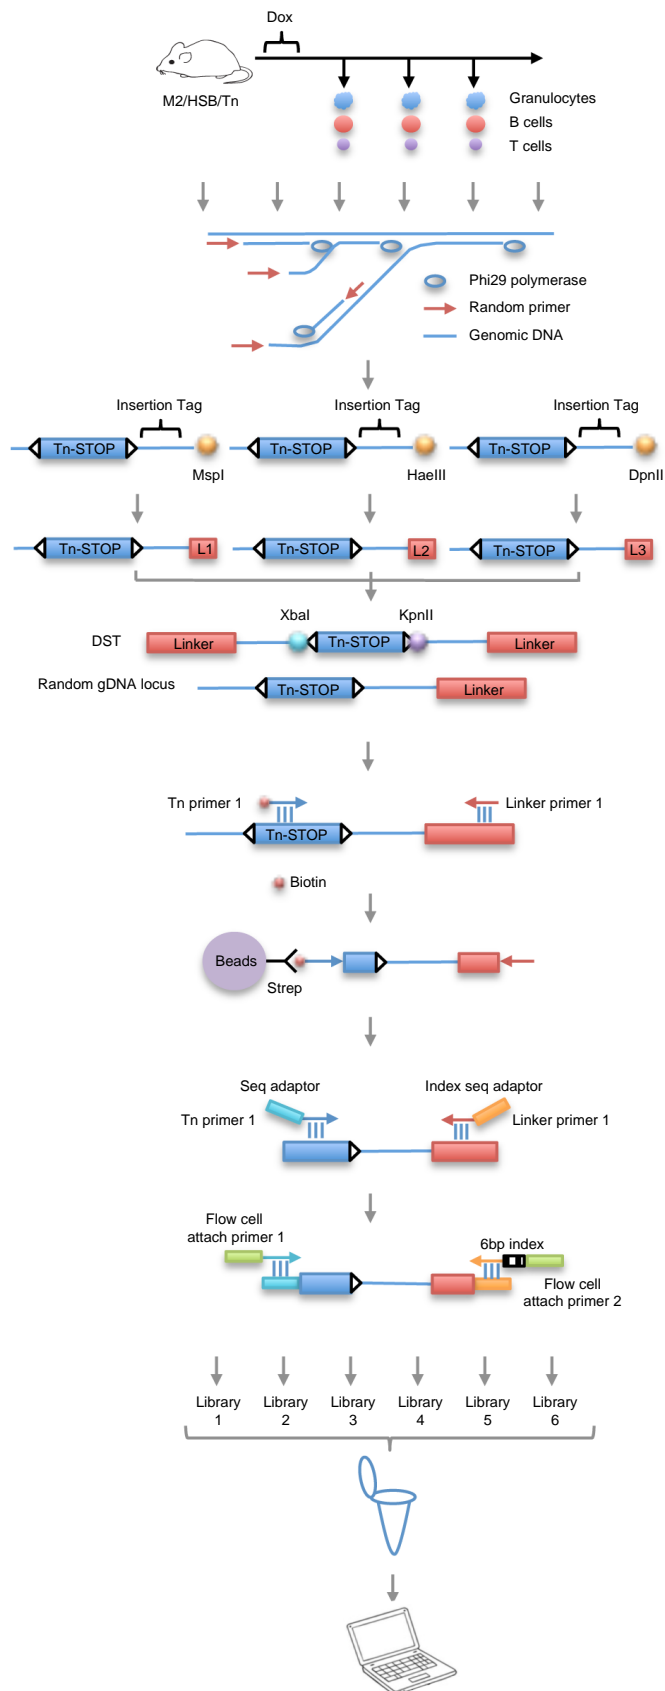 Dox
M2/HSB/Tn
Granulocytes
B cells
T cells
Phi29 polymerase
Random primer
Genomic DNA
Insertion Tag
Insertion Tag
Insertion Tag
Tn-STOP
Tn-STOP
Tn-STOP
MspI
HaeIII
DpnII
Tn-STOP
L1
Tn-STOP
L2
Tn-STOP
L3
XbaI
KpnII
DST
Linker
Tn-STOP
Linker
Random gDNA locus
Tn-STOP
Linker
Tn primer 1
Linker primer 1
Tn-STOP
Biotin
Beads
Strep
Seq adaptor
Index seq adaptor
Tn primer 1
Linker primer 1
Flow cell
attach primer 1
6bp index
Flow cell
attach primer 2
Library
1
Library
2
Library
3
Library
4
Library
5
Library
6